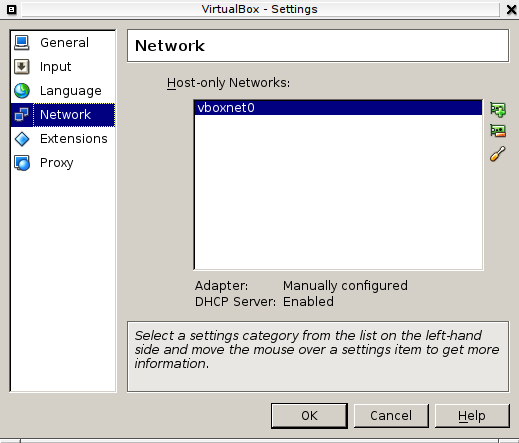 VirtualBox - Settings
General
Input
Language
Network
Extensions
Proxy
Network
Host-only Networks:
vboxnet0
Adapter: Manually configured
DHCP Server: Enabled
Select a settings category from the list on the left-hand
side and move the mouse over a settings item to get more
information.
OK Cancel Help